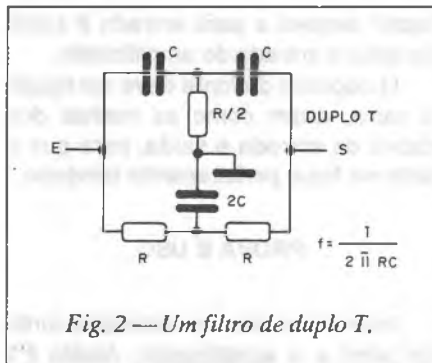 C C
R/2
DUPLO T
E S
2C
R R
f= 1
2 π RC
Fig. 2 — Um filtro de duplo T.